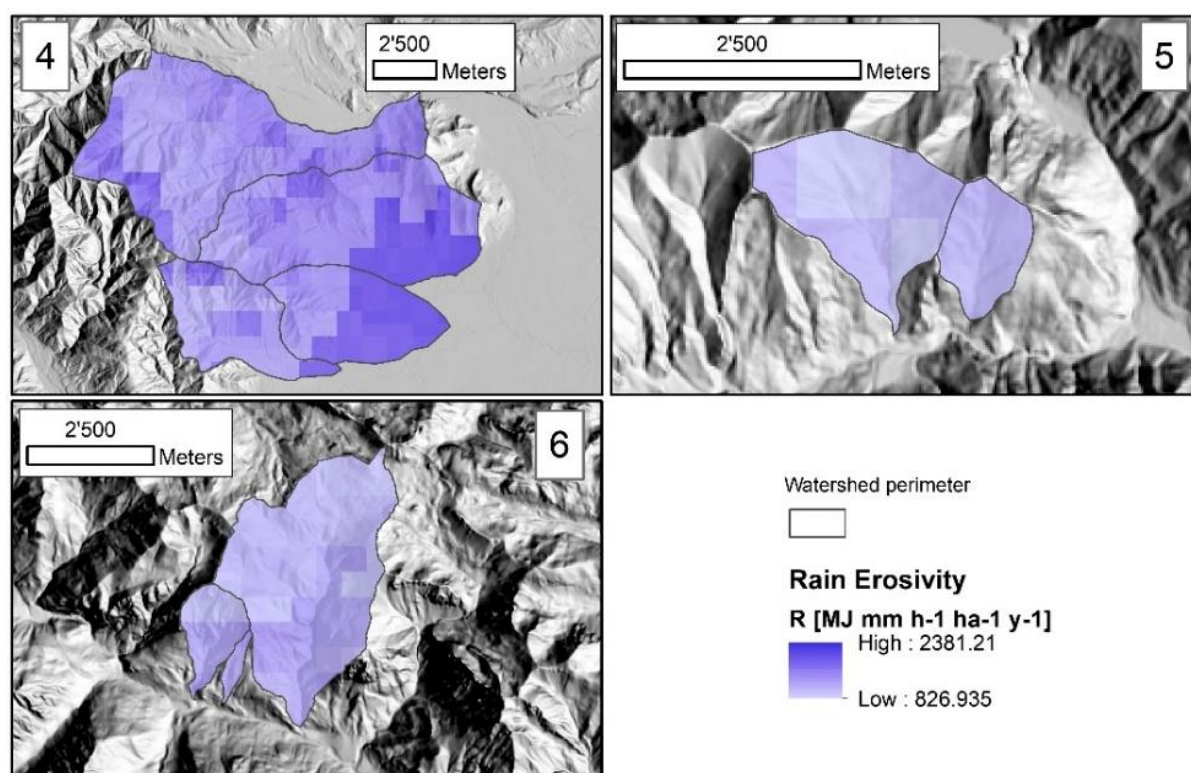 4
2'500
Meters
2'500
Meters
5
2'500
Meters
6
Watershed perimeter
Rain Erosivity
R [MJ mm h-1 ha-1 y-1]
High : 2381.21
Low : 826.935